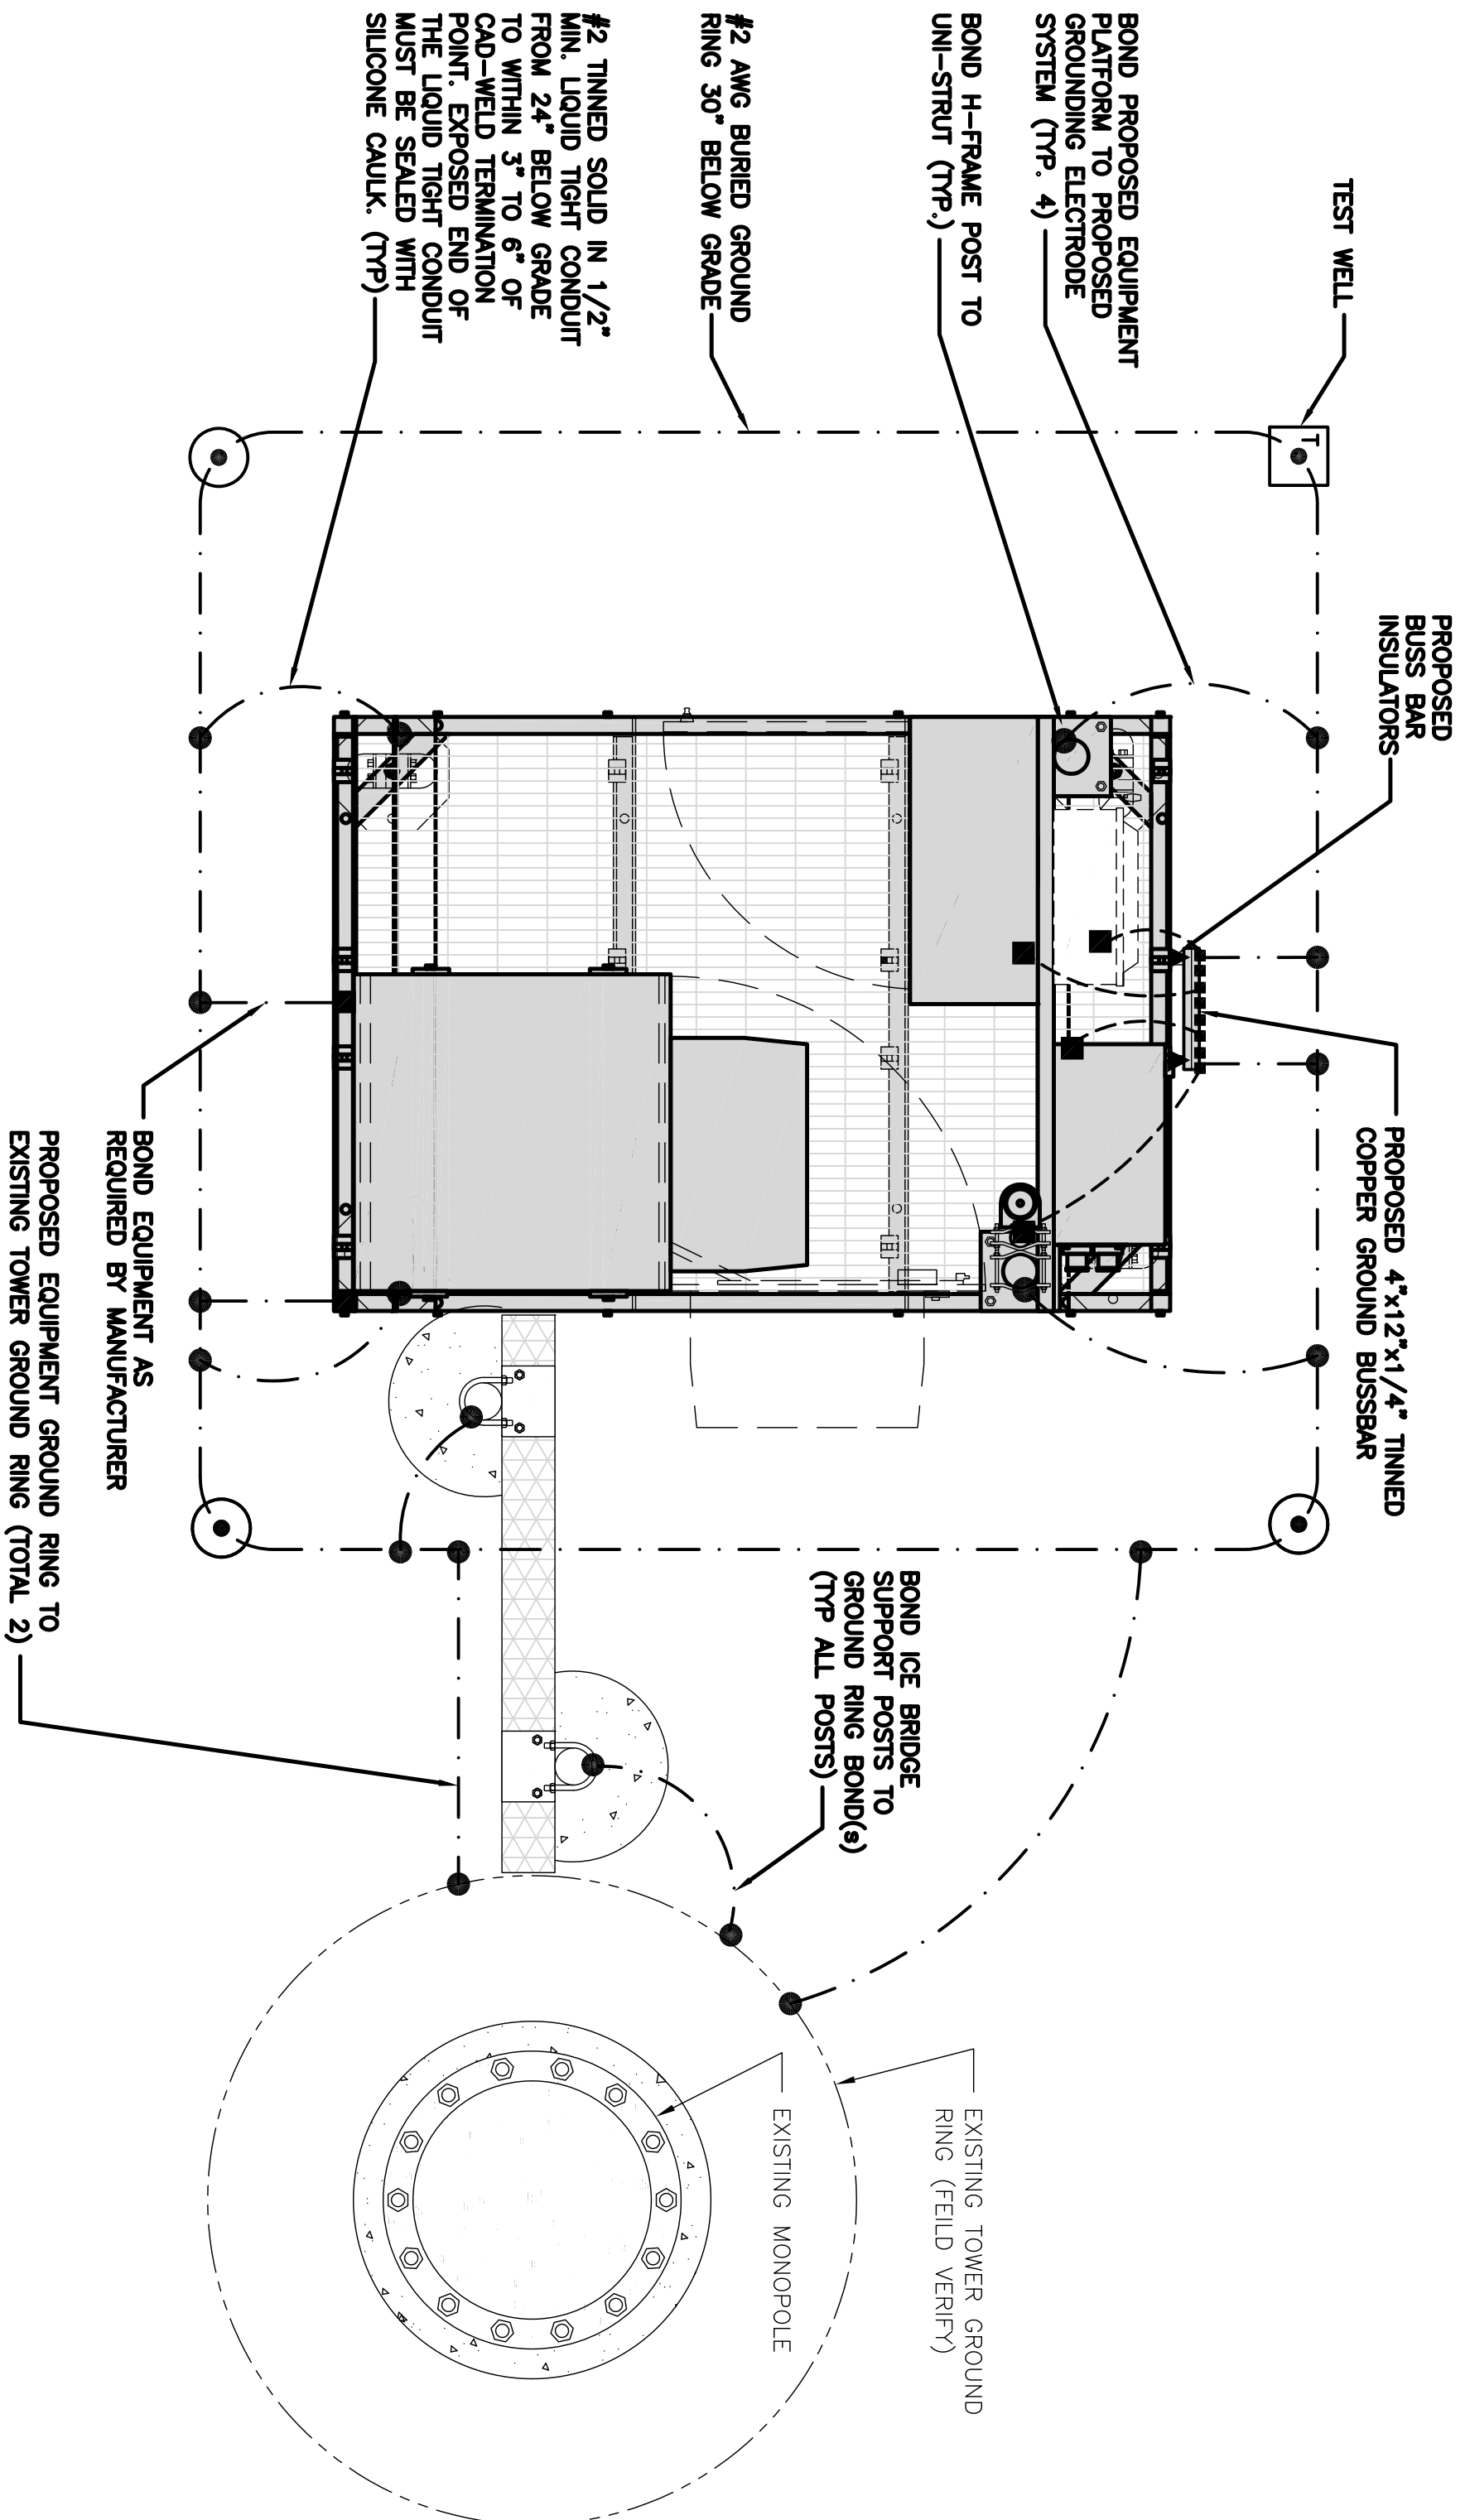 TEST WELL
BOND PROPOSED EQUIPMENT
PLATFORM TO PROPOSED
GROUNDING ELECTRODE
SYSTEM (TYP. 4)
BOND H-FRAME POST TO
UNI-STRUT (TYP.)
#2 AWG BURIED GROUND
RING 30" BELOW GRADE
#2 TINNED SOLID IN 1/2"
MIN. LIQUID TIGHT CONDUIT
FROM 24" BELOW GRADE
TO WITHIN 3" TO 6" OF
CAD-WELD TERMINATION
POINT. EXPOSED END OF
THE LIQUID TIGHT CONDUIT
MUST BE SEALED WITH
SILICONE CAULK. (TYP)
T
PROPOSED
BUSS BAR
INSULATORS
PROPOSED 4"x12"x1/4" TINNED
COPPER GROUND BUSSBAR
BOND EQUIPMENT AS
REQUIRED BY MANUFACTURER
PROPOSED EQUIPMENT GROUND RING TO
EXISTING TOWER GROUND RING (TOTAL 2)
BOND ICE BRIDGE
SUPPORT POSTS TO
GROUND RING BOND(s)
(TYP ALL POSTS)
EXISTING TOWER GROUND
RING (FEILD VERIFY)
EXISTING MONOPOLE